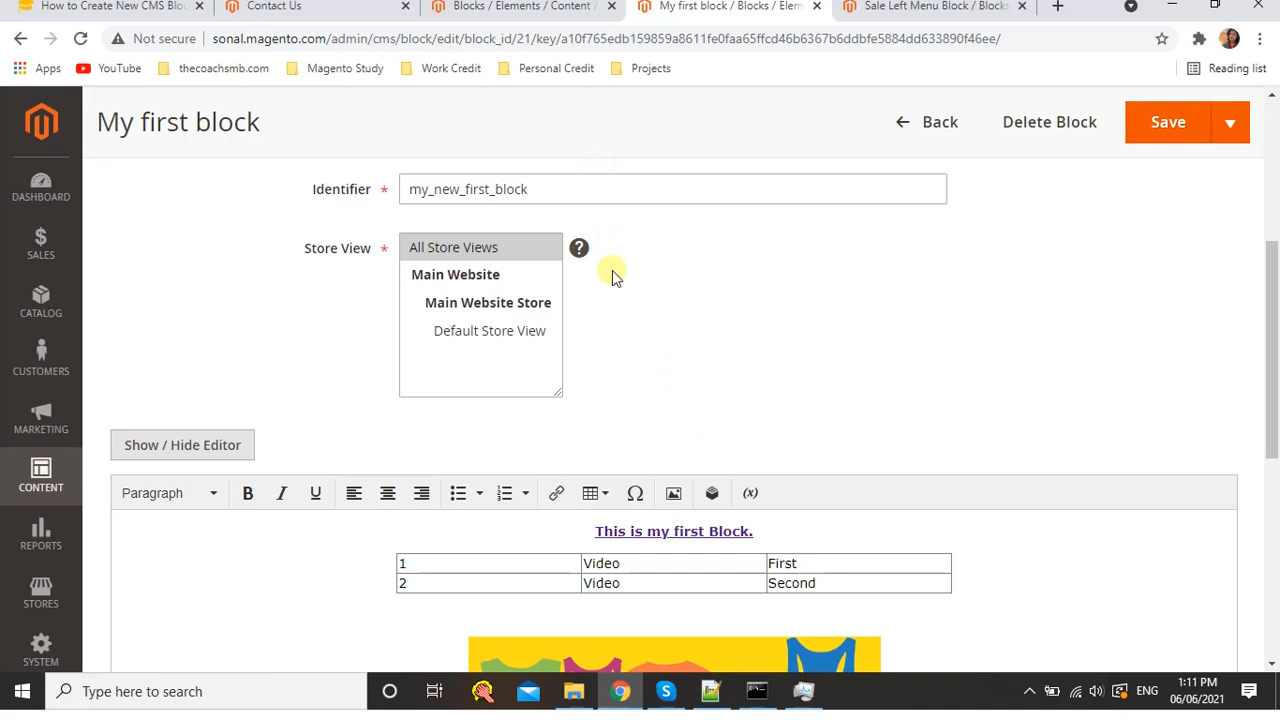 How to Create New CMS Blo
Contact Us
Blocks / Elements / Content /
My first block / Blocks / Elem
Sale Left Menu Block / Blocks
Not secure
sonal.magento.com/admin/cms/block/edit/block_id/21/key/a10f765edb159859a8611fe0faa65ffcad46b6367b6ddbfe5884dd633890f46ee/
Apps
YouTube
thecoachsmb.com
Magento Study
Work Credit
Personal Credit
Projects
Reading list
My first block
Back
Delete Block
Save
DASHBOARD
SALES
CATALOG
CUSTOMERS
MARKETING
CONTENT
REPORTS
STORES
SYSTEM
Identifier *
my_new_first_block
Store View *
All Store Views
?
Main Website
Main Website Store
Default Store View
Show / Hide Editor
Paragraph
B
I
U
Ω
(x)
This is my first Block.
1 Video First
2 Video Second
Type here to search
ENG
1:11 PM
06/06/2021